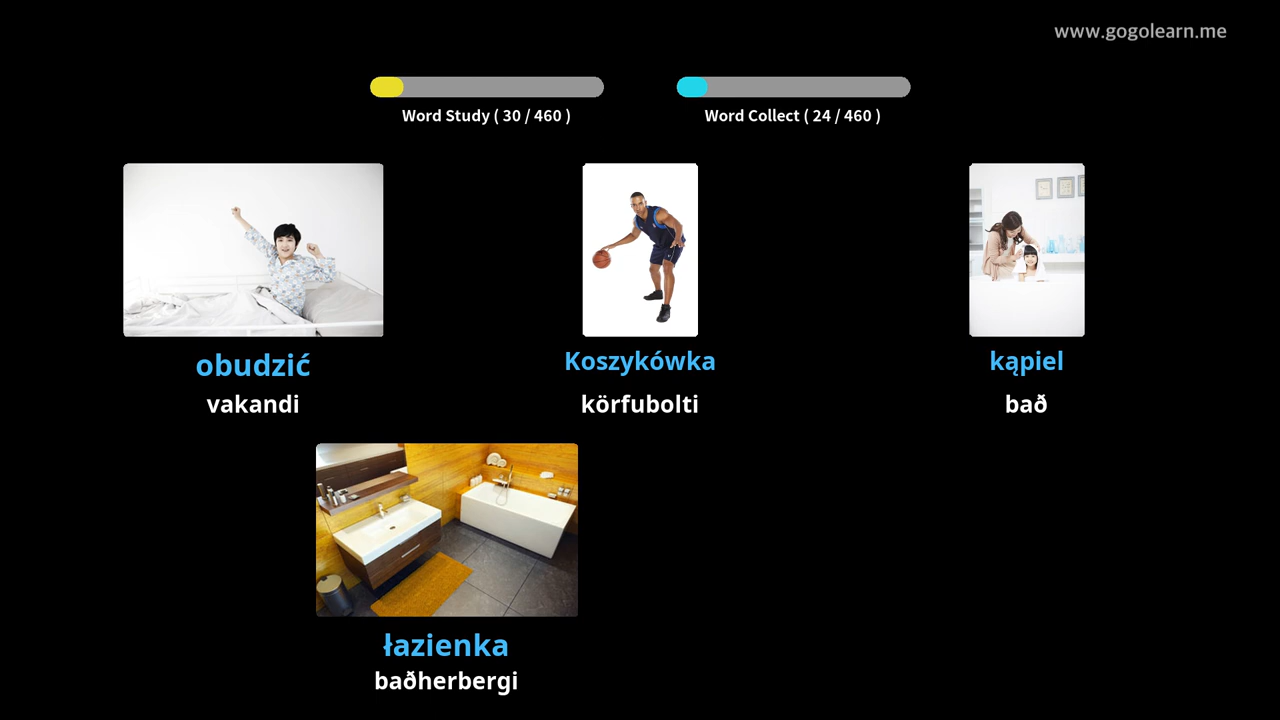 www.gogolearn.me
Word Study ( 30 / 460 )
Word Collect ( 24 / 460 )
obudzić
vakandi
Koszykówka
körfubolti
kąpiel
bað
łazienka
baðherbergi